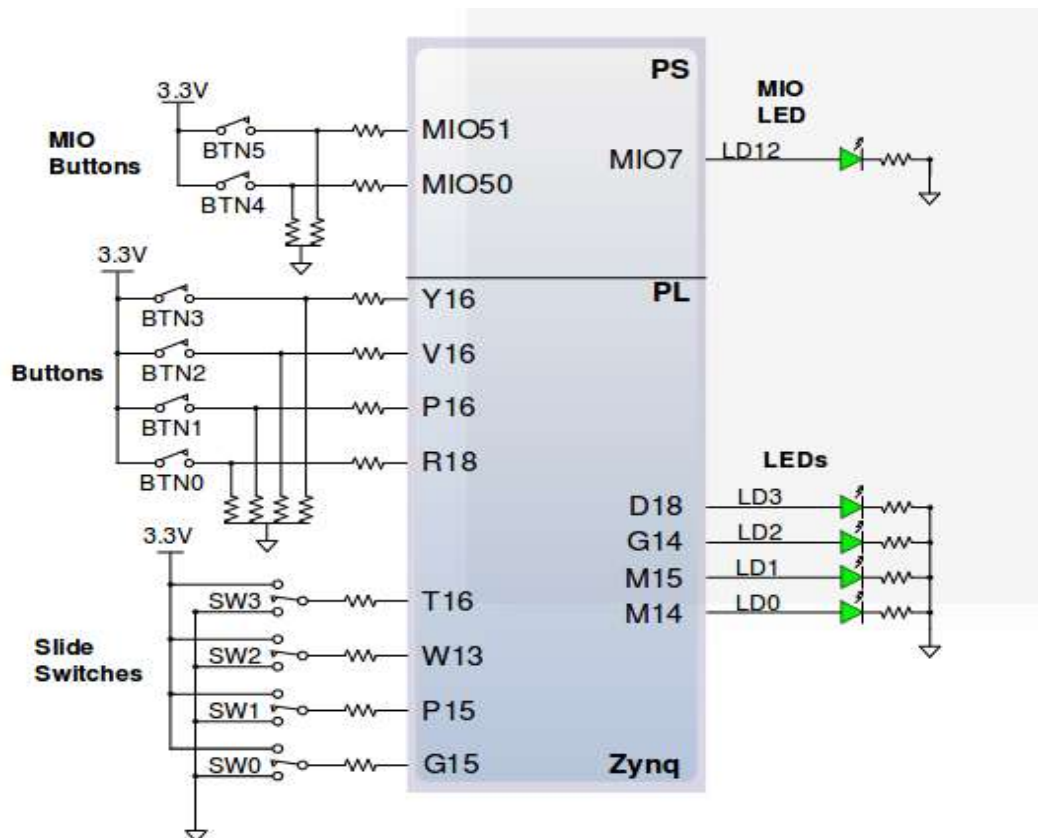 PS
3.3V
MIO
Buttons
BTN5
BTN4
MIO51
MIO50
MIO7
LD12
MIO
LED
3.3V
PL
Buttons
BTN3
BTN2
BTN1
BTN0
Y16
V16
P16
R18
LEDs
D18
LD3
G14
LD2
M15
LD1
M14
LD0
3.3V
Slide
Switches
SW3
T16
SW2
W13
SW1
P15
SW0
G15
Zynq